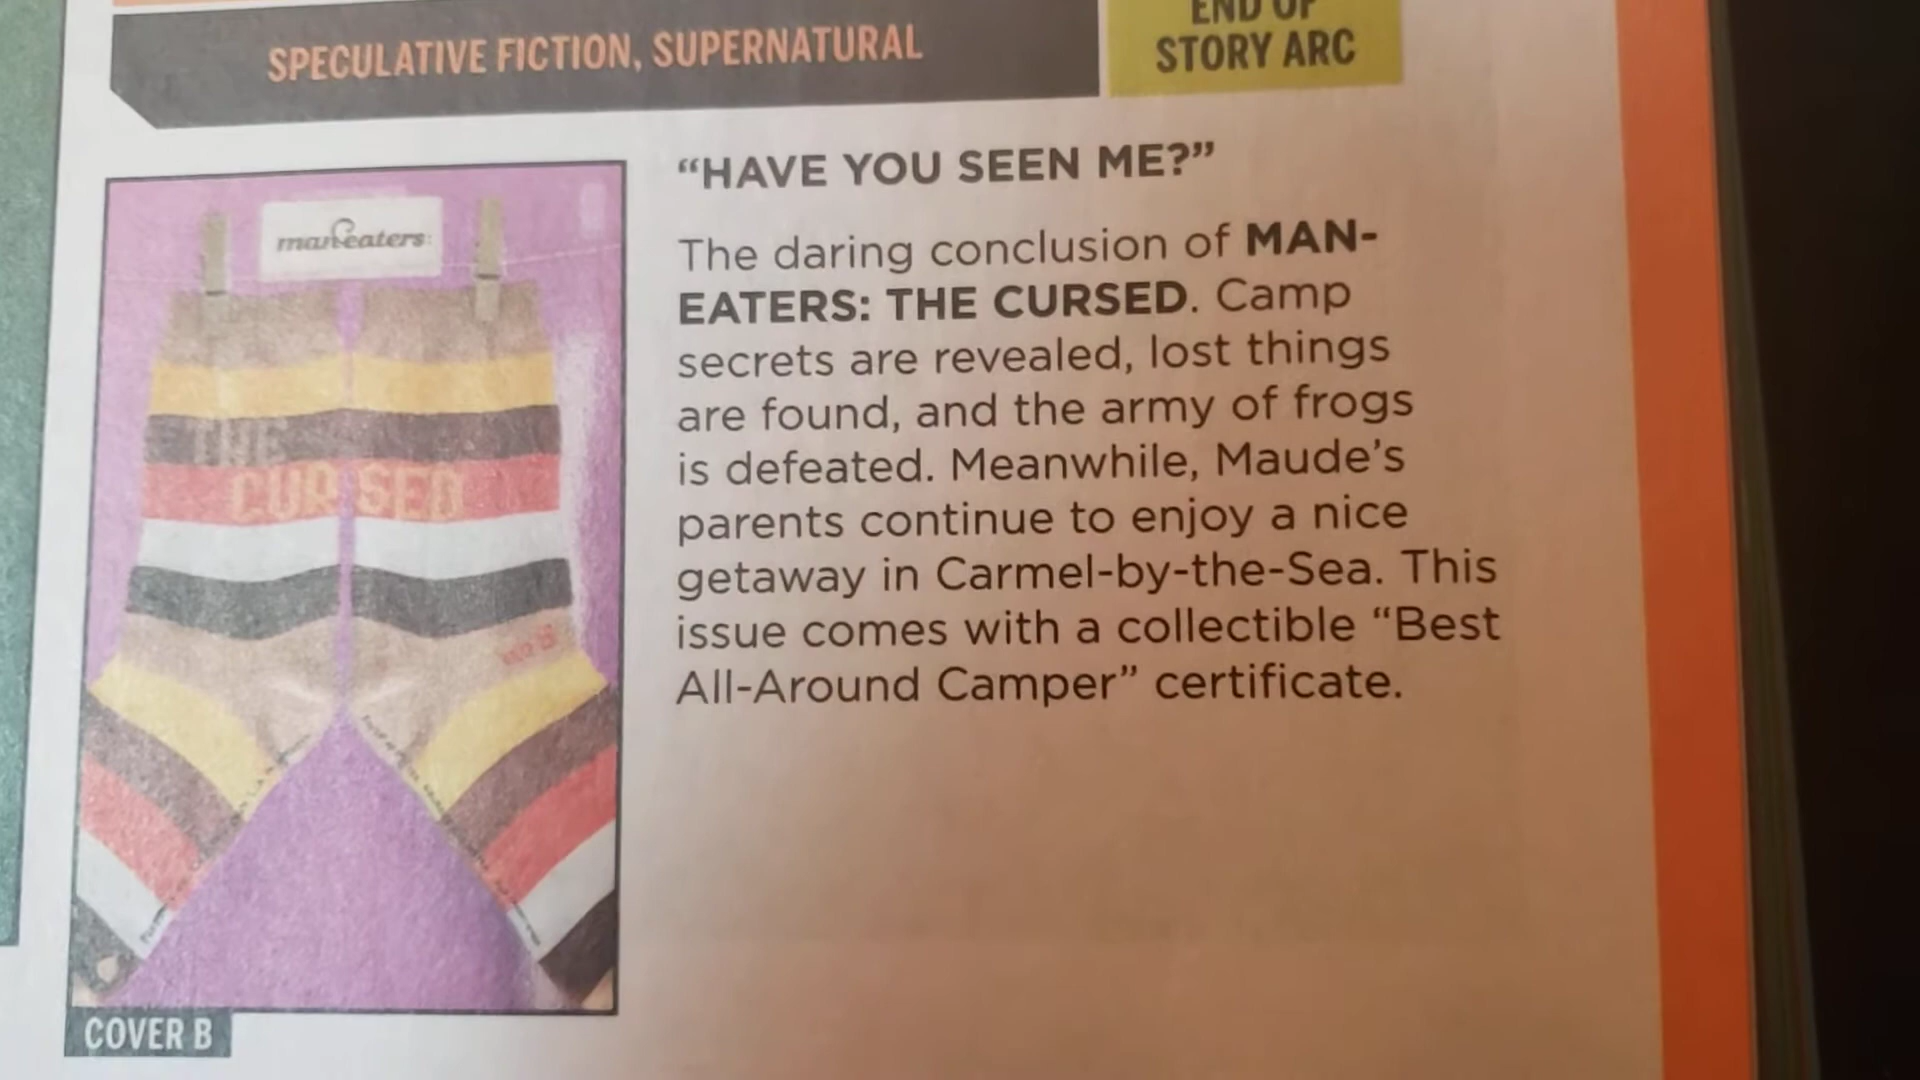 SPECULATIVE FICTION, SUPERNATURAL
END OF
STORY ARC
“HAVE YOU SEEN ME?”
The daring conclusion of MAN-
EATERS: THE CURSED. Camp
secrets are revealed, lost things
are found, and the army of frogs
is defeated. Meanwhile, Maude’s
parents continue to enjoy a nice
getaway in Carmel-by-the-Sea. This
issue comes with a collectible “Best
All-Around Camper” certificate.
maneaters
THE
CURSED
COVER B